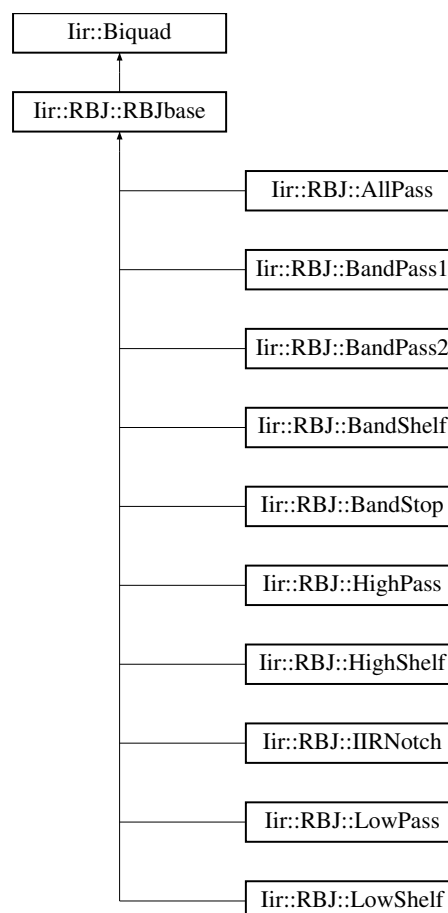 Iir::Biquad
Iir::RBJ::RBJbase
Iir::RBJ::AllPass
Iir::RBJ::BandPass1
Iir::RBJ::BandPass2
Iir::RBJ::BandShelf
Iir::RBJ::BandStop
Iir::RBJ::HighPass
Iir::RBJ::HighShelf
Iir::RBJ::IIRNotch
Iir::RBJ::LowPass
Iir::RBJ::LowShelf